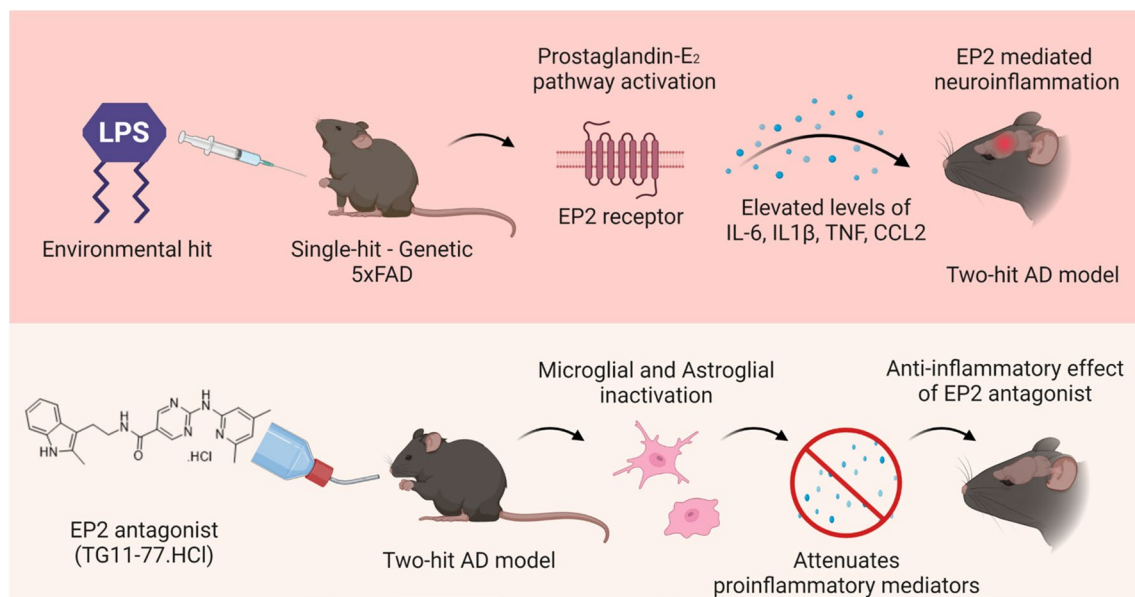 LPS
Environmental hit
Single-hit - Genetic
5xFAD
Prostaglandin-E₂
pathway activation
EP2 receptor
Elevated levels of
IL-6, IL1β, TNF, CCL2
EP2 mediated
neuroinflammation
Two-hit AD model
HN
O
H
N
N
N
H
N
N
.HCl
EP2 antagonist
(TG11-77.HCl)
Two-hit AD model
Microglial and Astroglial
inactivation
Attenuates
proinflammatory mediators
Anti-inflammatory effect
of EP2 antagonist